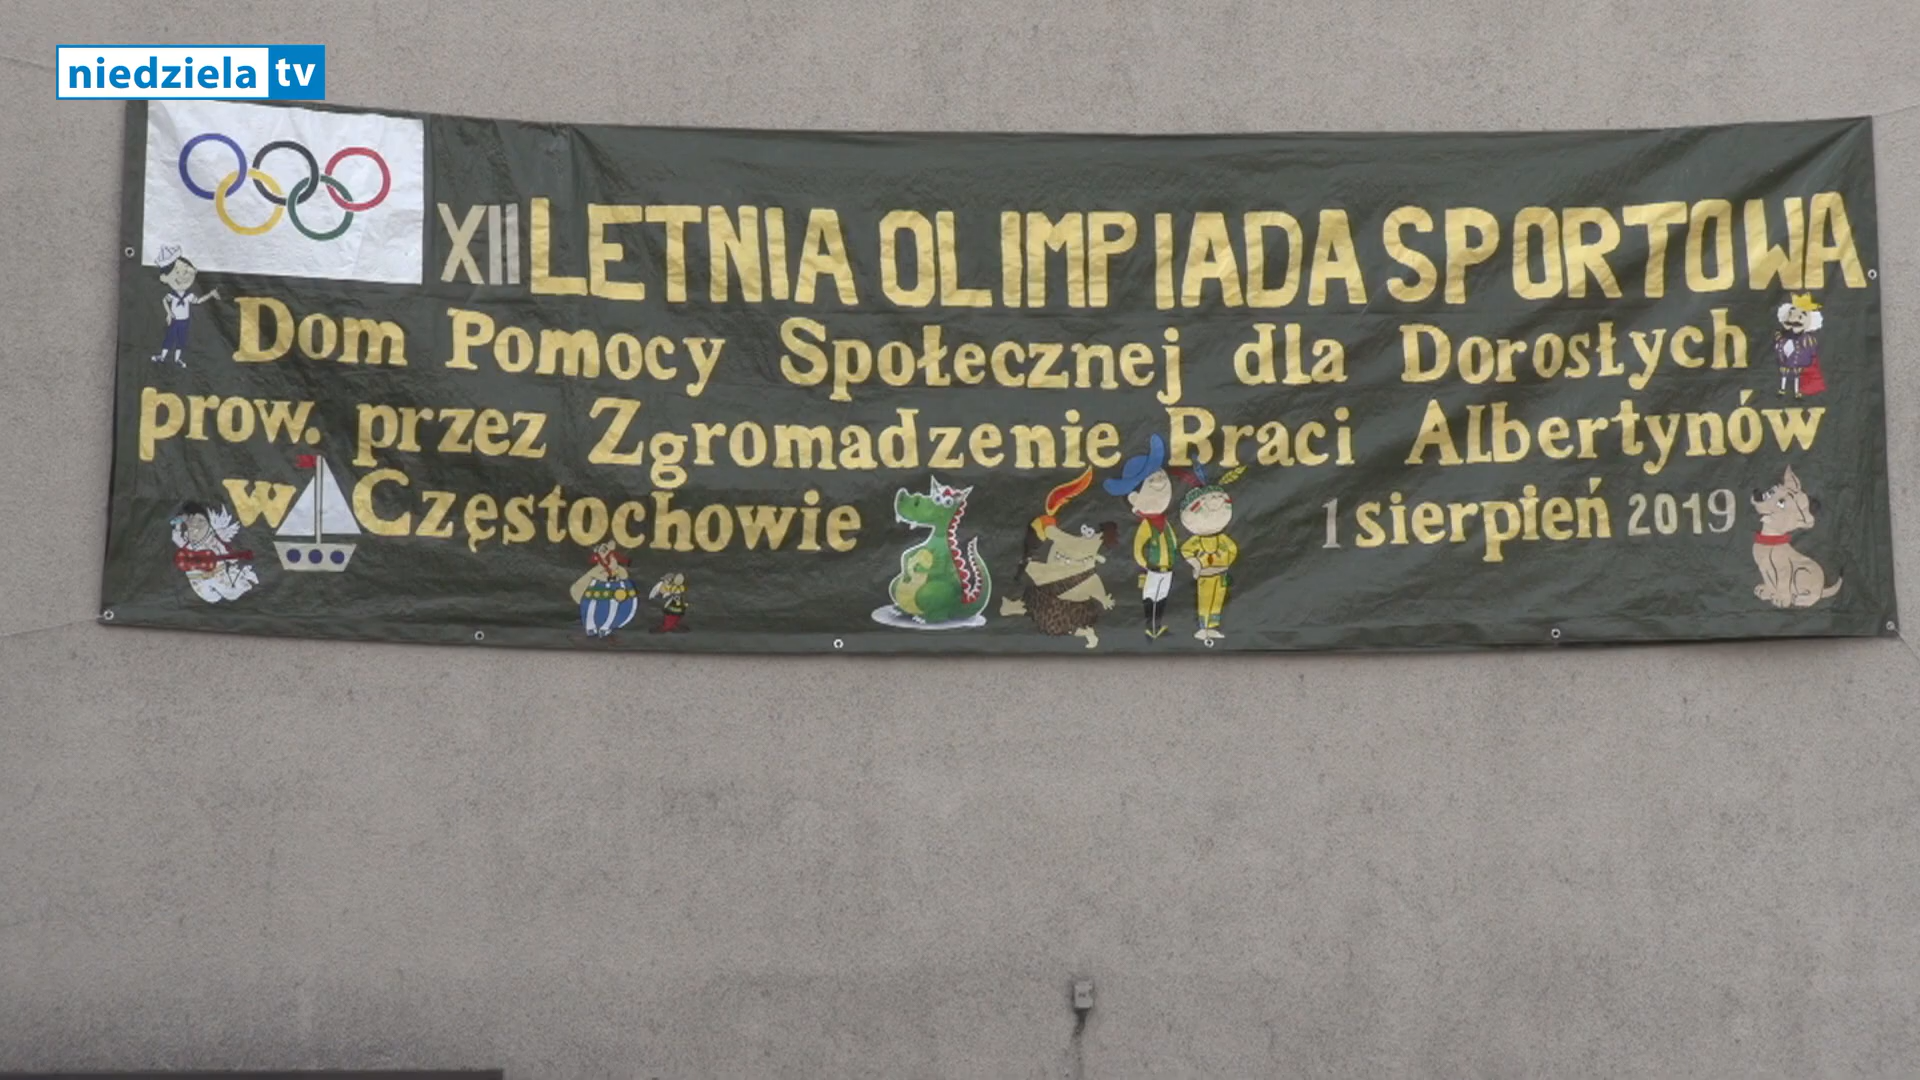 niedziela tv
XII LETNIA OLIMPIADA SPORTOWA
Dom Pomocy Społecznej dla Dorosłych
prow. przez Zgromadzenie Braci Albertynów
w Częstochowie 1 sierpień 2019